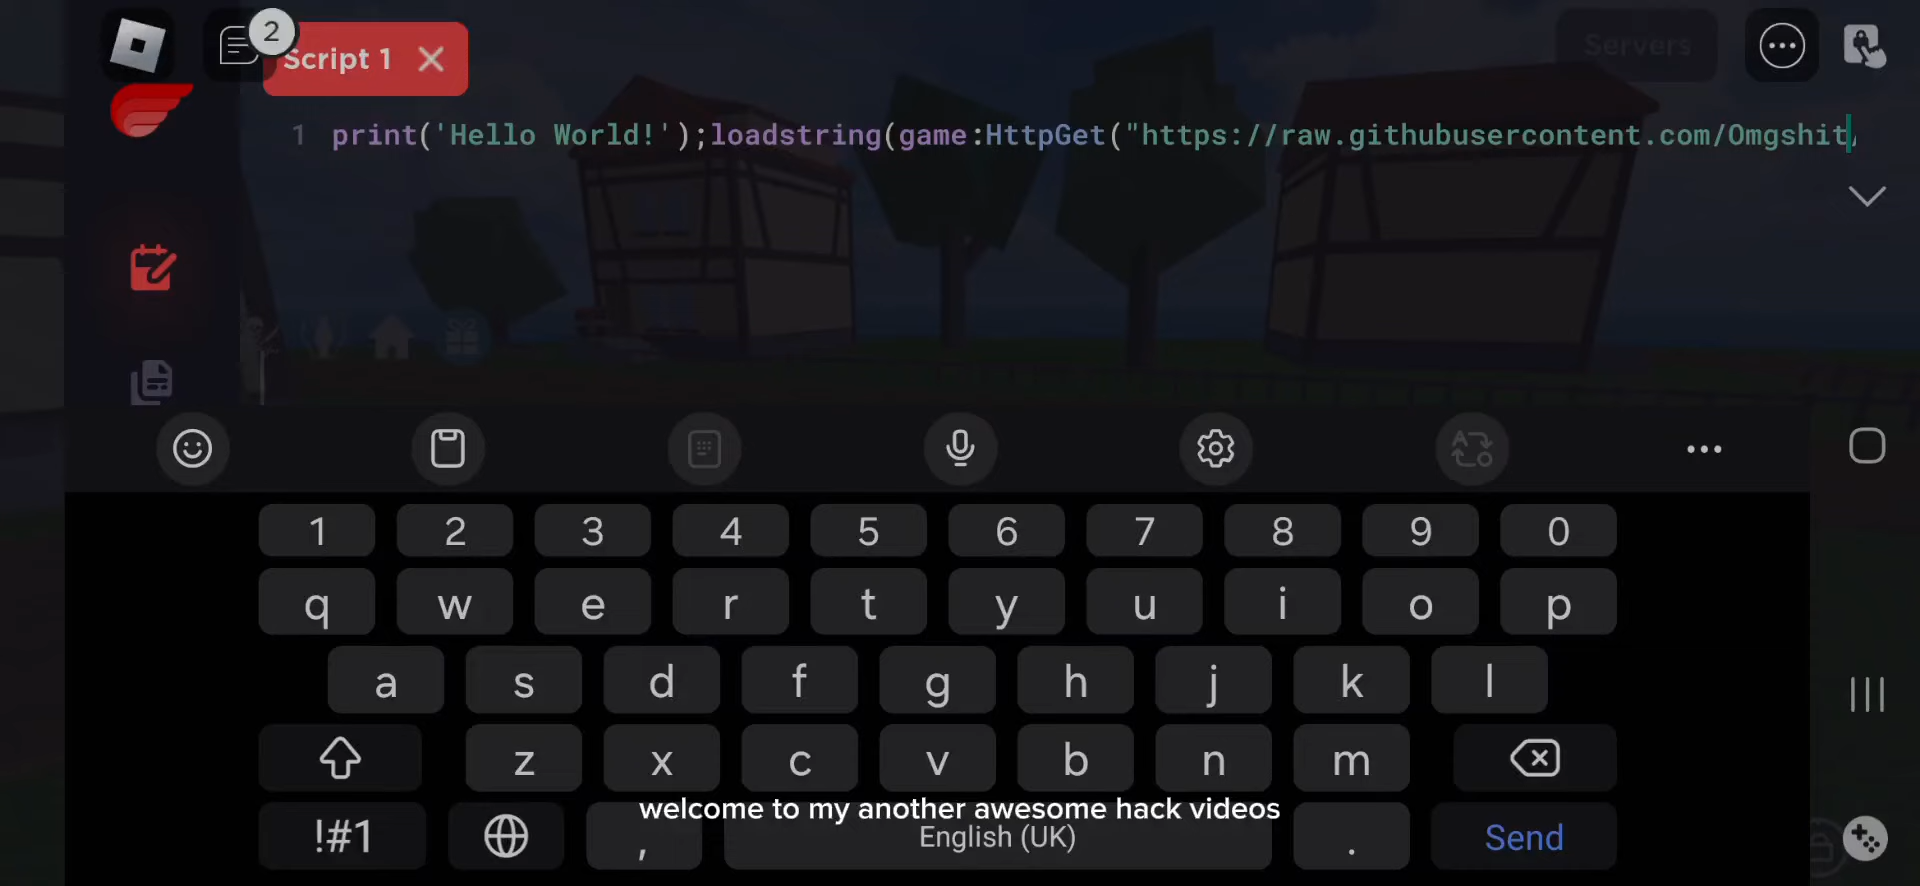 2
Script 1
Servers
1 print('Hello World!');loadstring(game:HttpGet("https://raw.githubusercontent.com/Omgshit
1 2 3 4 5 6 7 8 9 0
q w e r t y u i o p
a s d f g h j k l
z x c v b n m
welcome to my another awesome hack videos
!#1 , English (UK) . Send